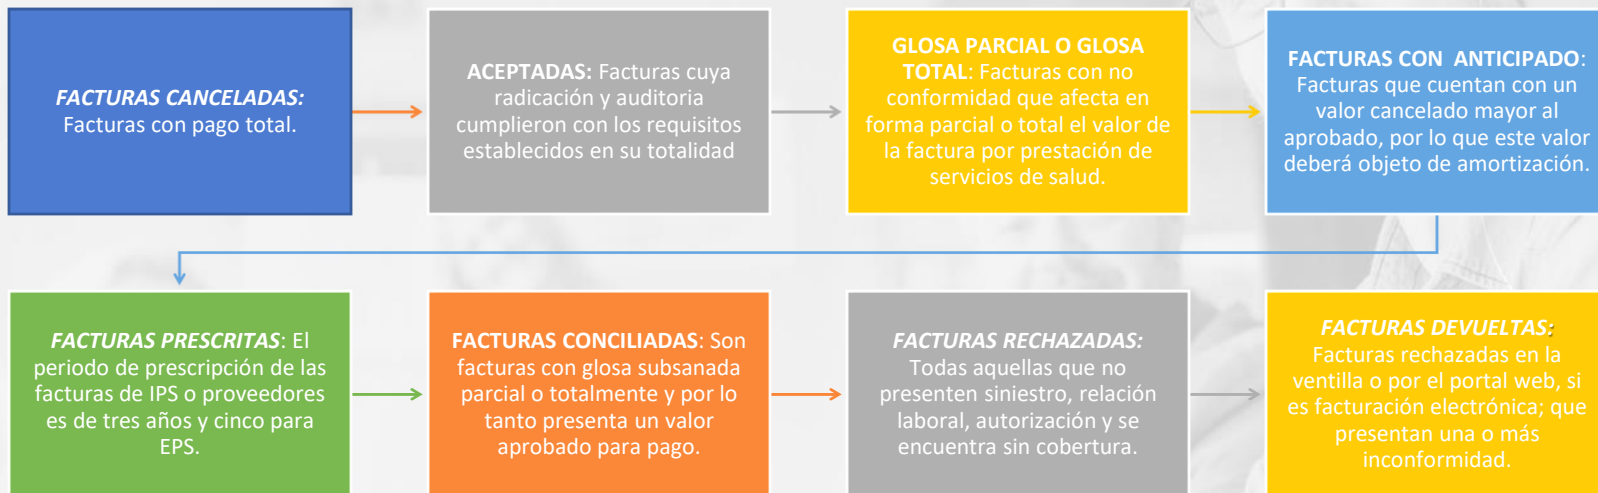 FACTURAS CANCELADAS:
Facturas con pago total.
ACEPTADAS: Facturas cuya
radicación y auditoria
cumplieron con los requisitos
establecidos en su totalidad
GLOSA PARCIAL O GLOSA
TOTAL: Facturas con no
conformidad que afecta en
forma parcial o total el valor de
la factura por prestación de
servicios de salud.
FACTURAS CON ANTICIPADO:
Facturas que cuentan con un
valor cancelado mayor al
aprobado, por lo que este valor
deberá objeto de amortización.
FACTURAS PRESCRITAS: El
periodo de prescripción de las
facturas de IPS o proveedores
es de tres años y cinco para
EPS.
FACTURAS CONCILIADAS: Son
facturas con glosa subsanada
parcial o totalmente y por lo
tanto presenta un valor
aprobado para pago.
FACTURAS RECHAZADAS:
Todas aquellas que no
presenten siniestro, relación
laboral, autorización y se
encuentra sin cobertura.
FACTURAS DEVUELTAS:
Facturas rechazadas en la
ventilla o por el portal web, si
es facturación electrónica; que
presentan una o más
inconformidad.